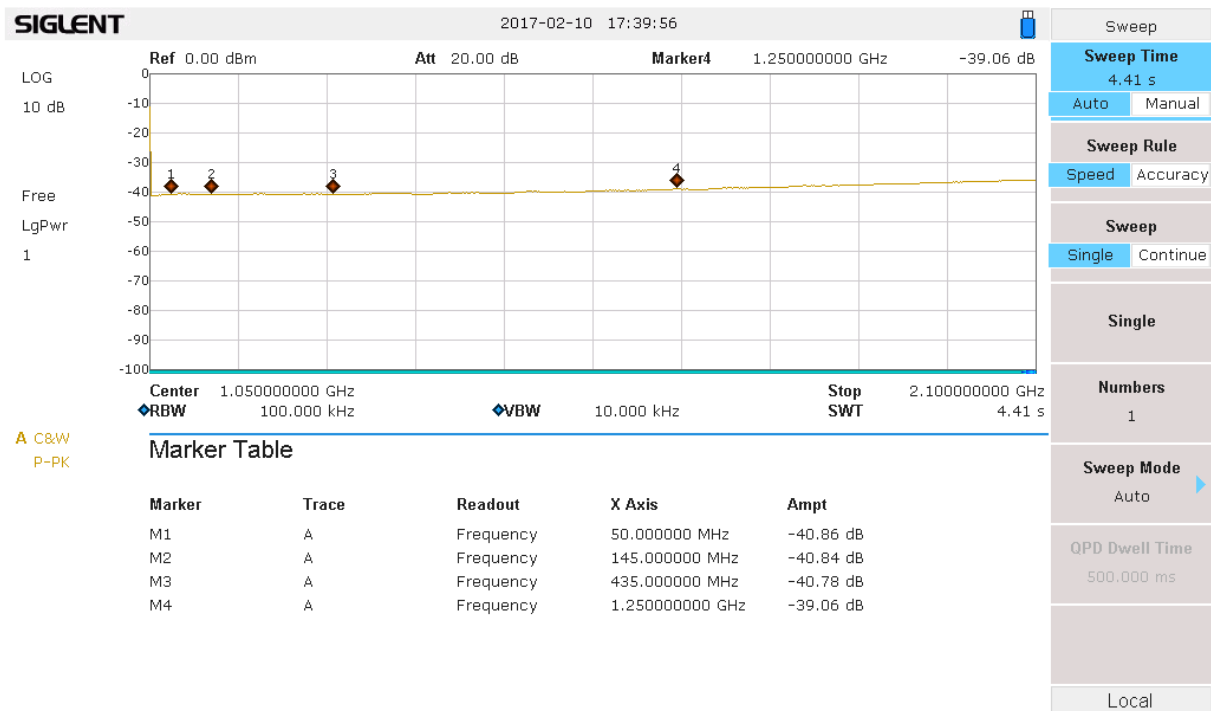 SIGLENT 2017-02-10 17:39:56 Sweep
Ref 0.00 dBm Att 20.00 dB Marker4 1.250000000 GHz -39.06 dB
LOG
10 dB
Free
LgPwr
1
0
-10
-20
-30
-40
-50
-60
-70
-80
-90
-100
1 2 3 4
Center 1.050000000 GHz Stop 2.100000000 GHz
RBW 100.000 kHz VBW 10.000 kHz SWT 4.41 s
A C&W
P-PK
Marker Table
Marker Trace Readout X Axis Ampt
M1 A Frequency 50.000000 MHz -40.86 dB
M2 A Frequency 145.000000 MHz -40.84 dB
M3 A Frequency 435.000000 MHz -40.78 dB
M4 A Frequency 1.250000000 GHz -39.06 dB
Sweep Time
4.41 s
Auto Manual
Sweep Rule
Speed Accuracy
Sweep
Single Continue
Single
Numbers
1
Sweep Mode
Auto
QPD Dwell Time
500.000 ms
Local